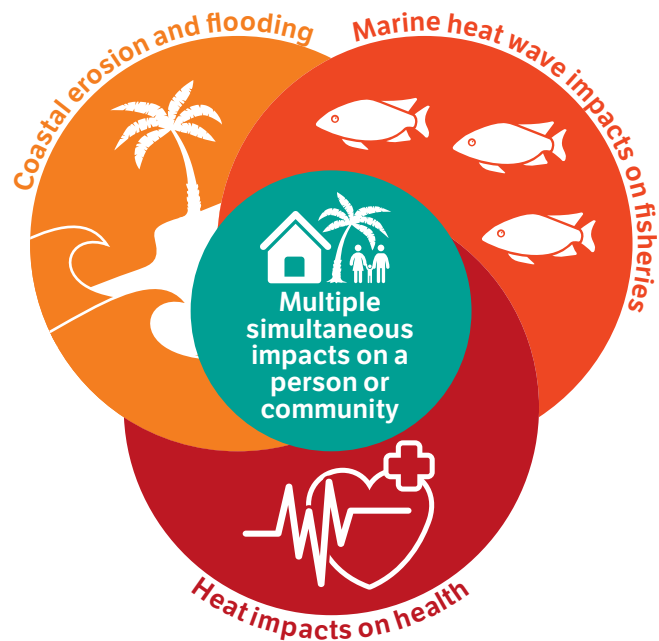 Coastal erosion and flooding
Marine heat wave impacts on fisheries
Multiple
simultaneous
impacts on a
person or
community
Heat impacts on health